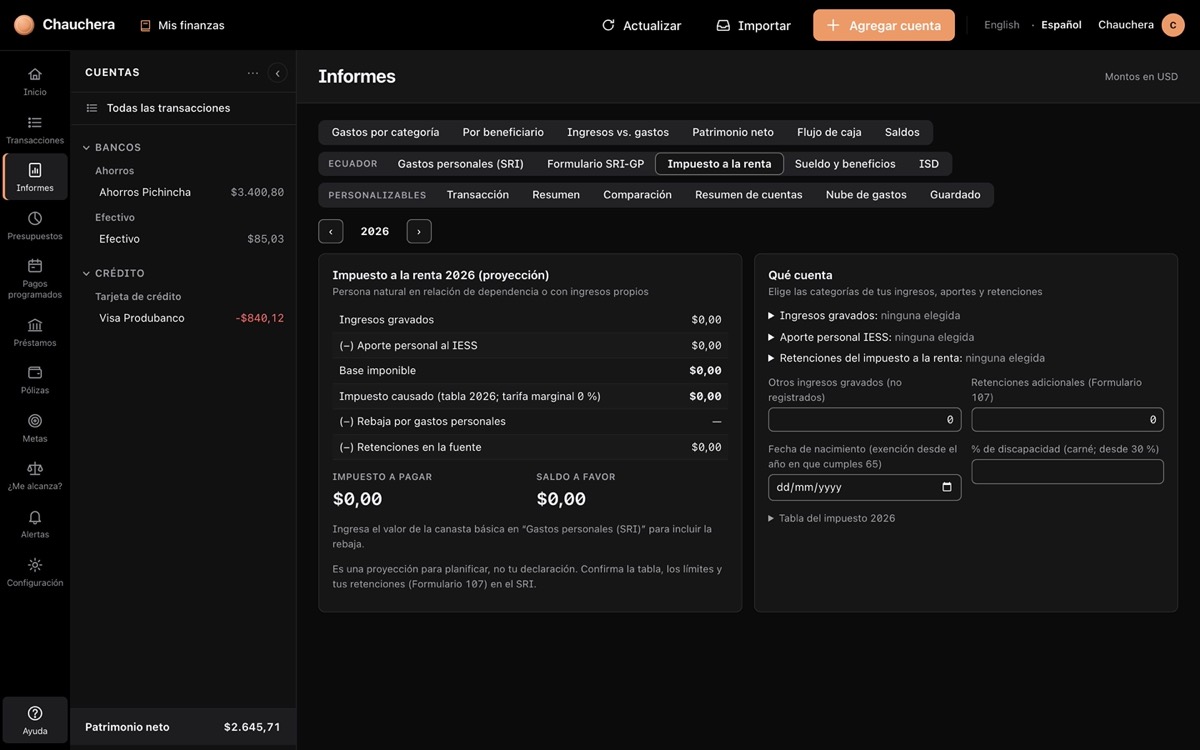 Chauchera
Mis finanzas
Actualizar
Importar
+ Agregar cuenta
English · Español
Chauchera
C
Inicio
Transacciones
Informes
Presupuestos
Pagos
programados
Préstamos
Pólizas
Metas
¿Me alcanza?
Alertas
Configuración
Ayuda
CUENTAS
...
Todas las transacciones
BANCOS
Ahorros
Ahorros Pichincha $3.400,80
Efectivo
Efectivo $85,03
CRÉDITO
Tarjeta de crédito
Visa Produbanco -$840,12
Patrimonio neto $2.645,71
Informes
Montos en USD
Gastos por categoría Por beneficiario Ingresos vs. gastos Patrimonio neto Flujo de caja Saldos
ECUADOR Gastos personales (SRI) Formulario SRI-GP Impuesto a la renta Sueldo y beneficios ISD
PERSONALIZABLES Transacción Resumen Comparación Resumen de cuentas Nube de gastos Guardado
‹ 2026 ›
Impuesto a la renta 2026 (proyección)
Persona natural en relación de dependencia o con ingresos propios
Ingresos gravados $0,00
(−) Aporte personal al IESS $0,00
Base imponible $0,00
Impuesto causado (tabla 2026; tarifa marginal 0 %) $0,00
(−) Rebaja por gastos personales —
(−) Retenciones en la fuente $0,00
IMPUESTO A PAGAR SALDO A FAVOR
$0,00 $0,00
Ingresa el valor de la canasta básica en “Gastos personales (SRI)” para incluir la
rebaja.
Es una proyección para planificar, no tu declaración. Confirma la tabla, los límites y
tus retenciones (Formulario 107) en el SRI.
Qué cuenta
Elige las categorías de tus ingresos, aportes y retenciones
Ingresos gravados: ninguna elegida
Aporte personal IESS: ninguna elegida
Retenciones del impuesto a la renta: ninguna elegida
Otros ingresos gravados (no
registrados)
0
Retenciones adicionales (Formulario
107)
0
Fecha de nacimiento (exención desde el
año en que cumples 65)
dd/mm/yyyy
% de discapacidad (carné; desde 30 %)
Tabla del impuesto 2026